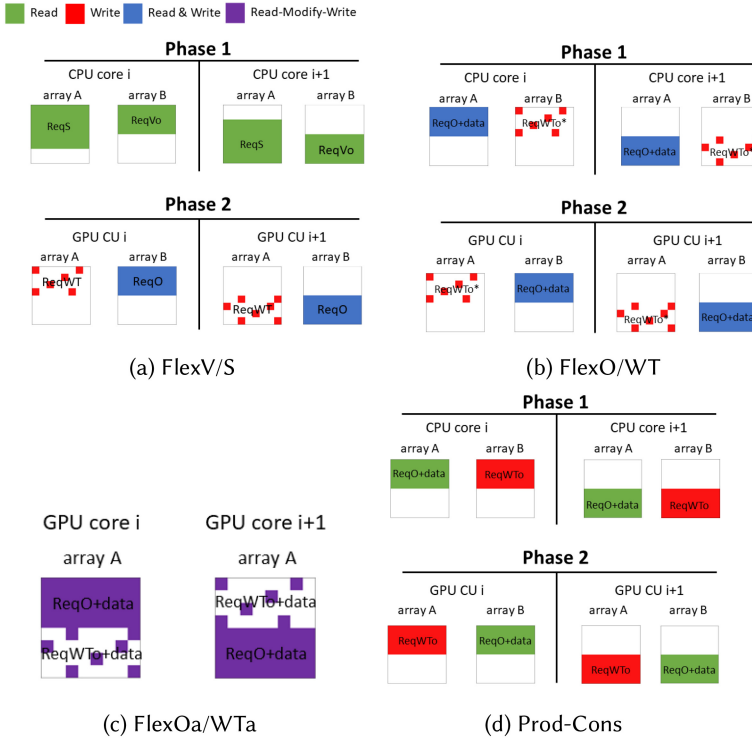 Read Write Read & Write Read-Modify-Write
Phase 1
CPU core i CPU core i+1
array A array B array A array B
ReqS ReqVo ReqS ReqVo
Phase 2
GPU CU i GPU CU i+1
array A array B array A array B
ReqWT ReqO ReqWT ReqO
(a) FlexV/S
Phase 1
CPU core i CPU core i+1
array A array B array A array B
ReqO+data ReqWTo* ReqO+data ReqWTo*
Phase 2
GPU CU i GPU CU i+1
array A array B array A array B
ReqWTo* ReqO+data ReqWTo* ReqO+data
(b) FlexO/WT
GPU core i GPU core i+1
array A array A
ReqO+data ReqWTo+data
ReqWTo+data ReqO+data
(c) FlexOa/WTa
Phase 1
CPU core i CPU core i+1
array A array B array A array B
ReqO+data ReqWTo ReqO+data ReqWTo
Phase 2
GPU CU i GPU CU i+1
array A array B array A array B
ReqWTo ReqO+data ReqWTo ReqO+data
(d) Prod-Cons